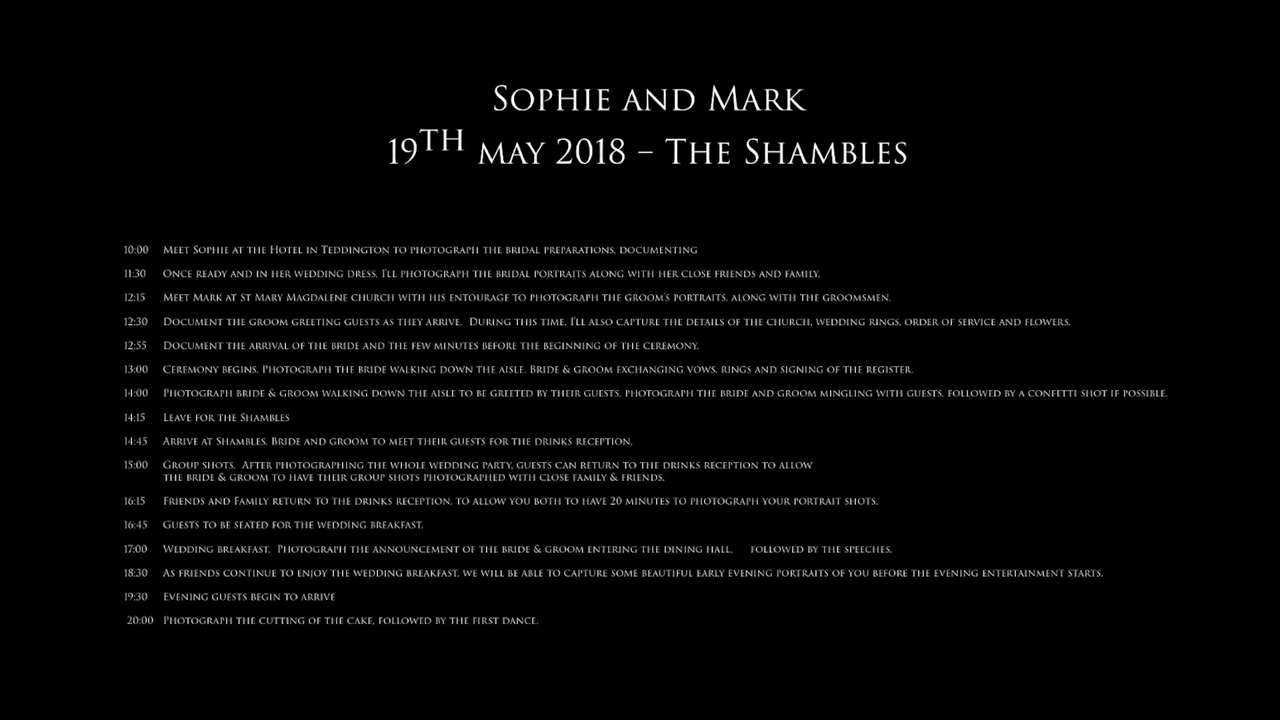 Sophie and Mark
19TH may 2018 – The Shambles
10:00 Meet Sophie at the Hotel in Teddington to photograph the bridal preparations, documenting
11:30 Once ready and in her wedding dress, I'll photograph the bridal portraits along with her close friends and family.
12:15 Meet Mark at St Mary Magdalene church with his entourage to photograph the groom's portraits, along with the groomsmen.
12:30 Document the groom greeting guests as they arrive. During this time, I'll also capture the details of the church, wedding rings, order of service and flowers.
12:55 Document the arrival of the bride and the few minutes before the beginning of the ceremony.
13:00 Ceremony begins. Photograph the bride walking down the aisle. Bride & groom exchanging vows, rings and signing of the register.
14:00 Photograph bride & groom walking down the aisle to be greeted by their guests, photograph the bride and groom mingling with guests, followed by a confetti shot if possible.
14:15 Leave for the Shambles
14:45 Arrive at Shambles. Bride and groom to meet their guests for the drinks reception.
15:00 Group shots. After photographing the whole wedding party, guests can return to the drinks reception to allow
the bride & groom to have their group shots photographed with close family & friends.
16:15 Friends and Family return to the drinks reception, to allow you both to have 20 minutes to photograph your portrait shots.
16:45 Guests to be seated for the wedding breakfast.
17:00 Wedding breakfast. Photograph the announcement of the bride & groom entering the dining hall, followed by the speeches.
18:30 As friends continue to enjoy the wedding breakfast, we will be able to capture some beautiful early evening portraits of you before the evening entertainment starts.
19:30 Evening guests begin to arrive
20:00 Photograph the cutting of the cake, followed by the first dance.